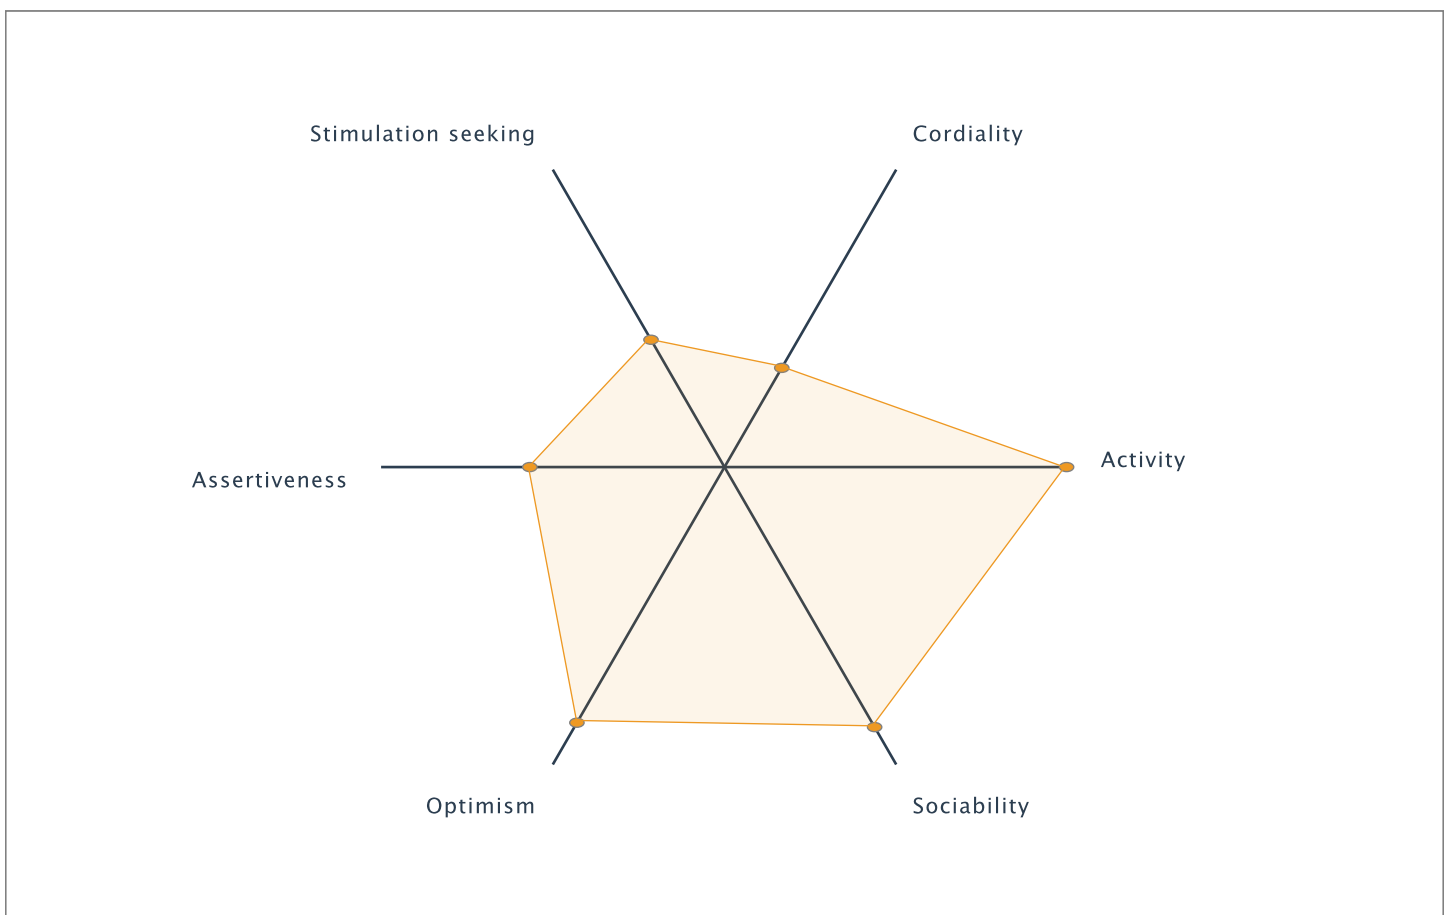 Stimulation seeking
Cordiality
Activity
Assertiveness
Optimism
Sociability